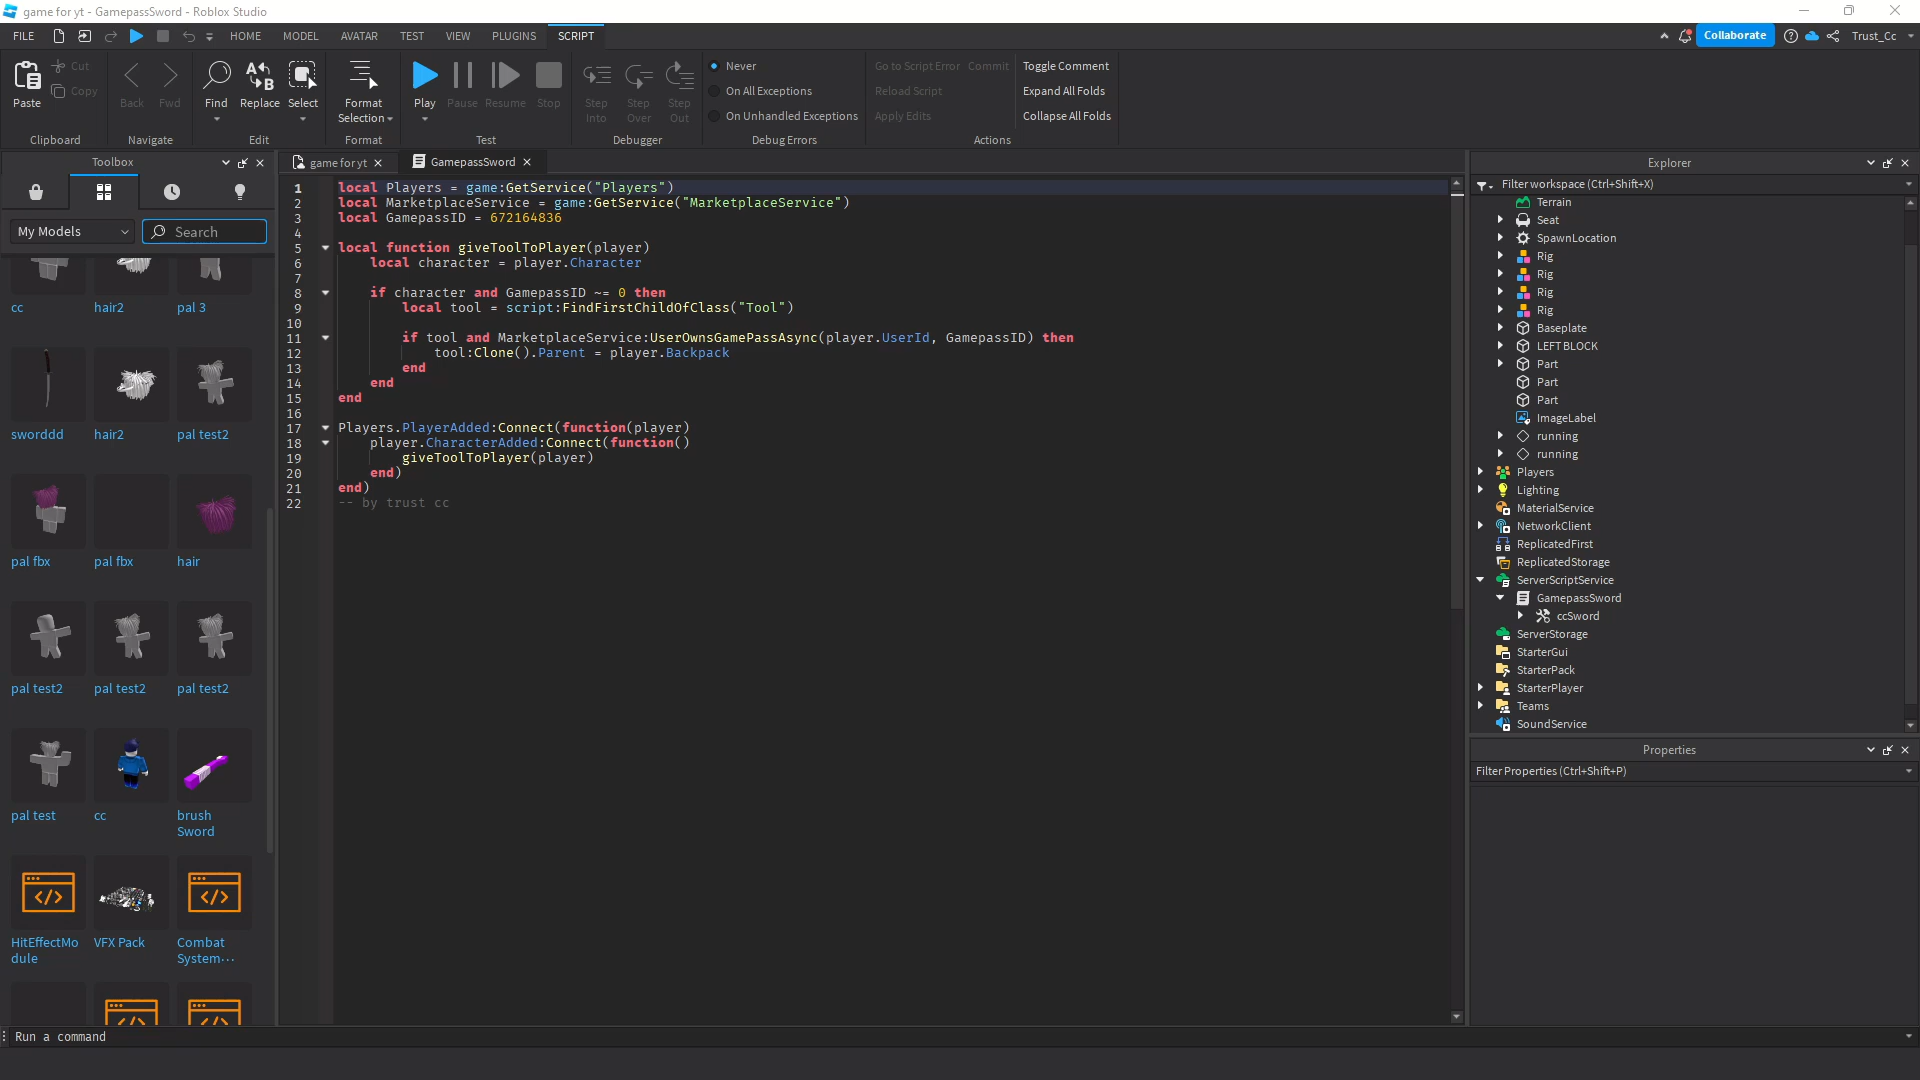 game for yt - GamepassSword - Roblox Studio
FILE HOME MODEL AVATAR TEST VIEW PLUGINS SCRIPT Collaborate Trust_Cc
Paste Cut Copy
Clipboard
Back Fwd
Navigate
Find Replace Select
Edit
Format Selection
Format
Play Pause Resume Stop
Test
Step Into Step Over Step Out
Debugger
Never
On All Exceptions
On Unhandled Exceptions
Debug Errors
Go to Script Error Commit
Reload Script
Apply Edits
Toggle Comment
Expand All Folds
Collapse All Folds
Actions
Toolbox
My Models Search
cc hair2 pal 3
sworddd hair2 pal test2
pal fbx pal fbx hair
pal test2 pal test2 pal test2
pal test cc brush Sword
HitEffectMo
dule
VFX Pack
Combat
System...
game for yt GamepassSword
1 local Players = game:GetService("Players")
2 local MarketplaceService = game:GetService("MarketplaceService")
3 local GamepassID = 672164836
4
5 local function giveToolToPlayer(player)
6 local character = player.Character
7
8 if character and GamepassID ~= 0 then
9 local tool = script:FindFirstChildOfClass("Tool")
10
11 if tool and MarketplaceService:UserOwnsGamePassAsync(player.UserId, GamepassID) then
12 tool:Clone().Parent = player.Backpack
13 end
14 end
15 end
16
17 Players.PlayerAdded:Connect(function(player)
18 player.CharacterAdded:Connect(function()
19 giveToolToPlayer(player)
20 end)
21 end)
22 -- by trust cc
Explorer
Filter workspace (Ctrl+Shift+X)
Terrain
Seat
SpawnLocation
Rig
Rig
Rig
Rig
Baseplate
LEFT BLOCK
Part
Part
Part
ImageLabel
running
running
Players
Lighting
MaterialService
NetworkClient
ReplicatedFirst
ReplicatedStorage
ServerScriptService
GamepassSword
ccSword
ServerStorage
StarterGui
StarterPack
StarterPlayer
Teams
SoundService
Properties
Filter Properties (Ctrl+Shift+P)
Run a command